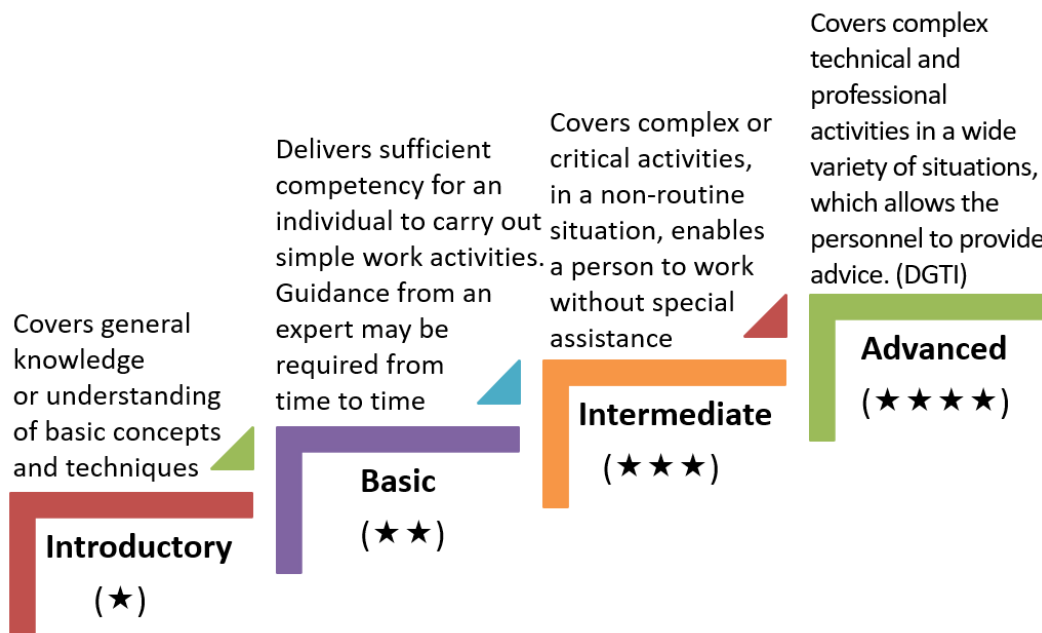 Covers general
knowledge
or understanding
of basic concepts
and techniques
Introductory
(★)
Delivers sufficient
competency for an
individual to carry out
simple work activities.
Guidance from an
expert may be
required from
time to time
Basic
(★★)
Covers complex or
critical activities,
in a non-routine
situation, enables
a person to work
without special
assistance
Intermediate
(★★★)
Covers complex
technical and
professional
activities in a wide
variety of situations,
which allows the
personnel to provide
advice. (DGTI)
Advanced
(★★★★)